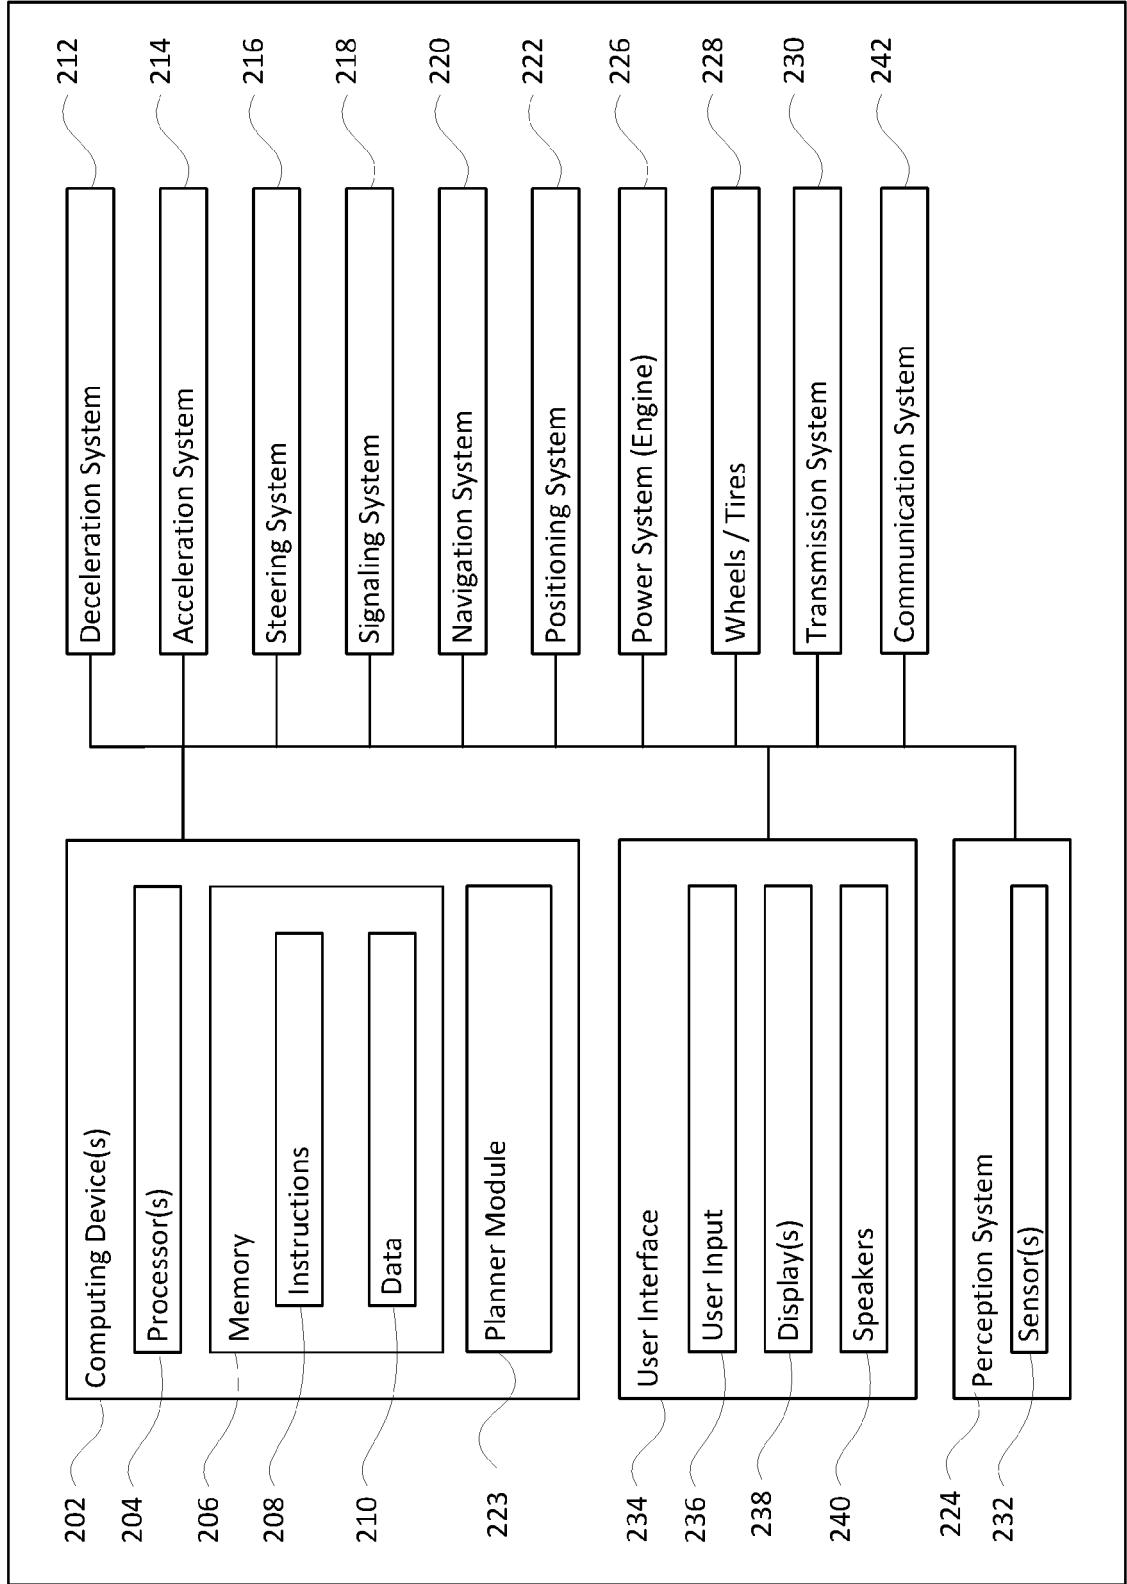 202
Computing Device(s)
204
Processor(s)
206
Memory
208
Instructions
210
Data
223
Planner Module
234
User Interface
236
User Input
238
Display(s)
240
Speakers
224
Perception System
232
Sensor(s)
Deceleration System
212
Acceleration System
214
Steering System
216
Signaling System
218
Navigation System
220
Positioning System
222
Power System (Engine)
226
Wheels / Tires
228
Transmission System
230
Communication System
242